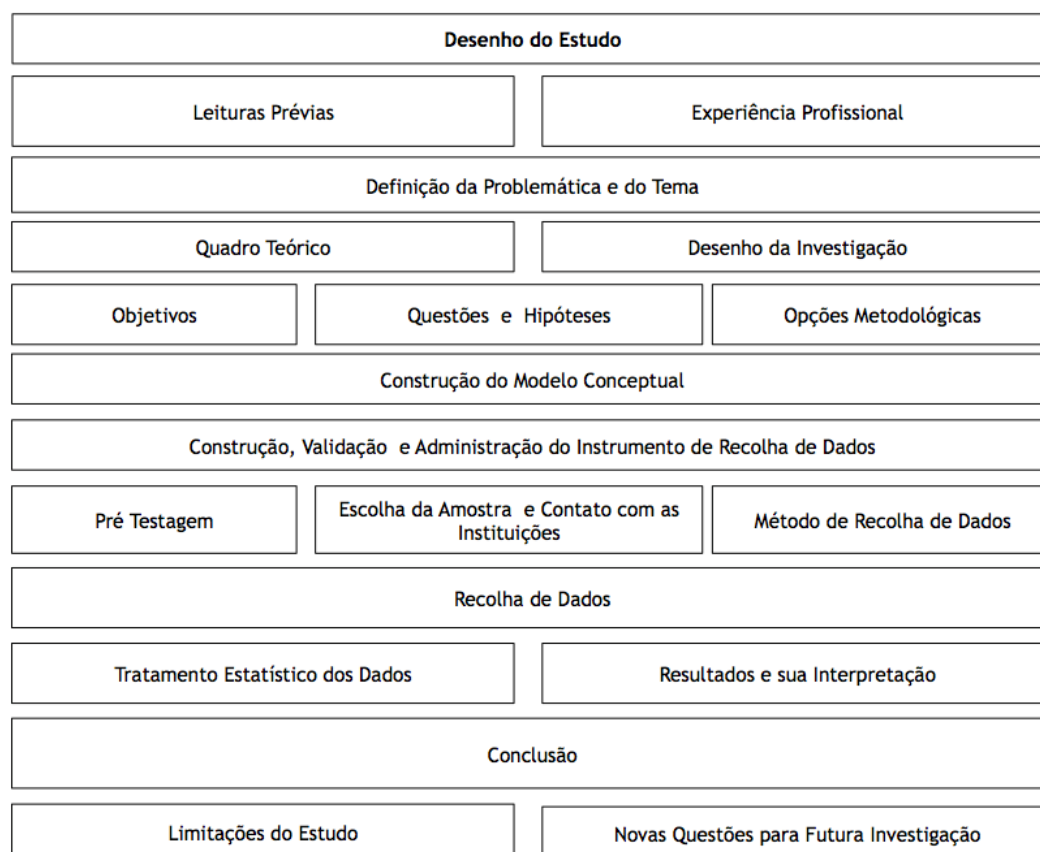 Desenho do Estudo
Leituras Prévias
Experiência Profissional
Definição da Problemática e do Tema
Quadro Teórico
Desenho da Investigação
Objetivos
Questões e Hipóteses
Opções Metodológicas
Construção do Modelo Conceptual
Construção, Validação e Administração do Instrumento de Recolha de Dados
Pré Testagem
Escolha da Amostra e Contato com as
Instituições
Método de Recolha de Dados
Recolha de Dados
Tratamento Estatístico dos Dados
Resultados e sua Interpretação
Conclusão
Limitações do Estudo
Novas Questões para Futura Investigação